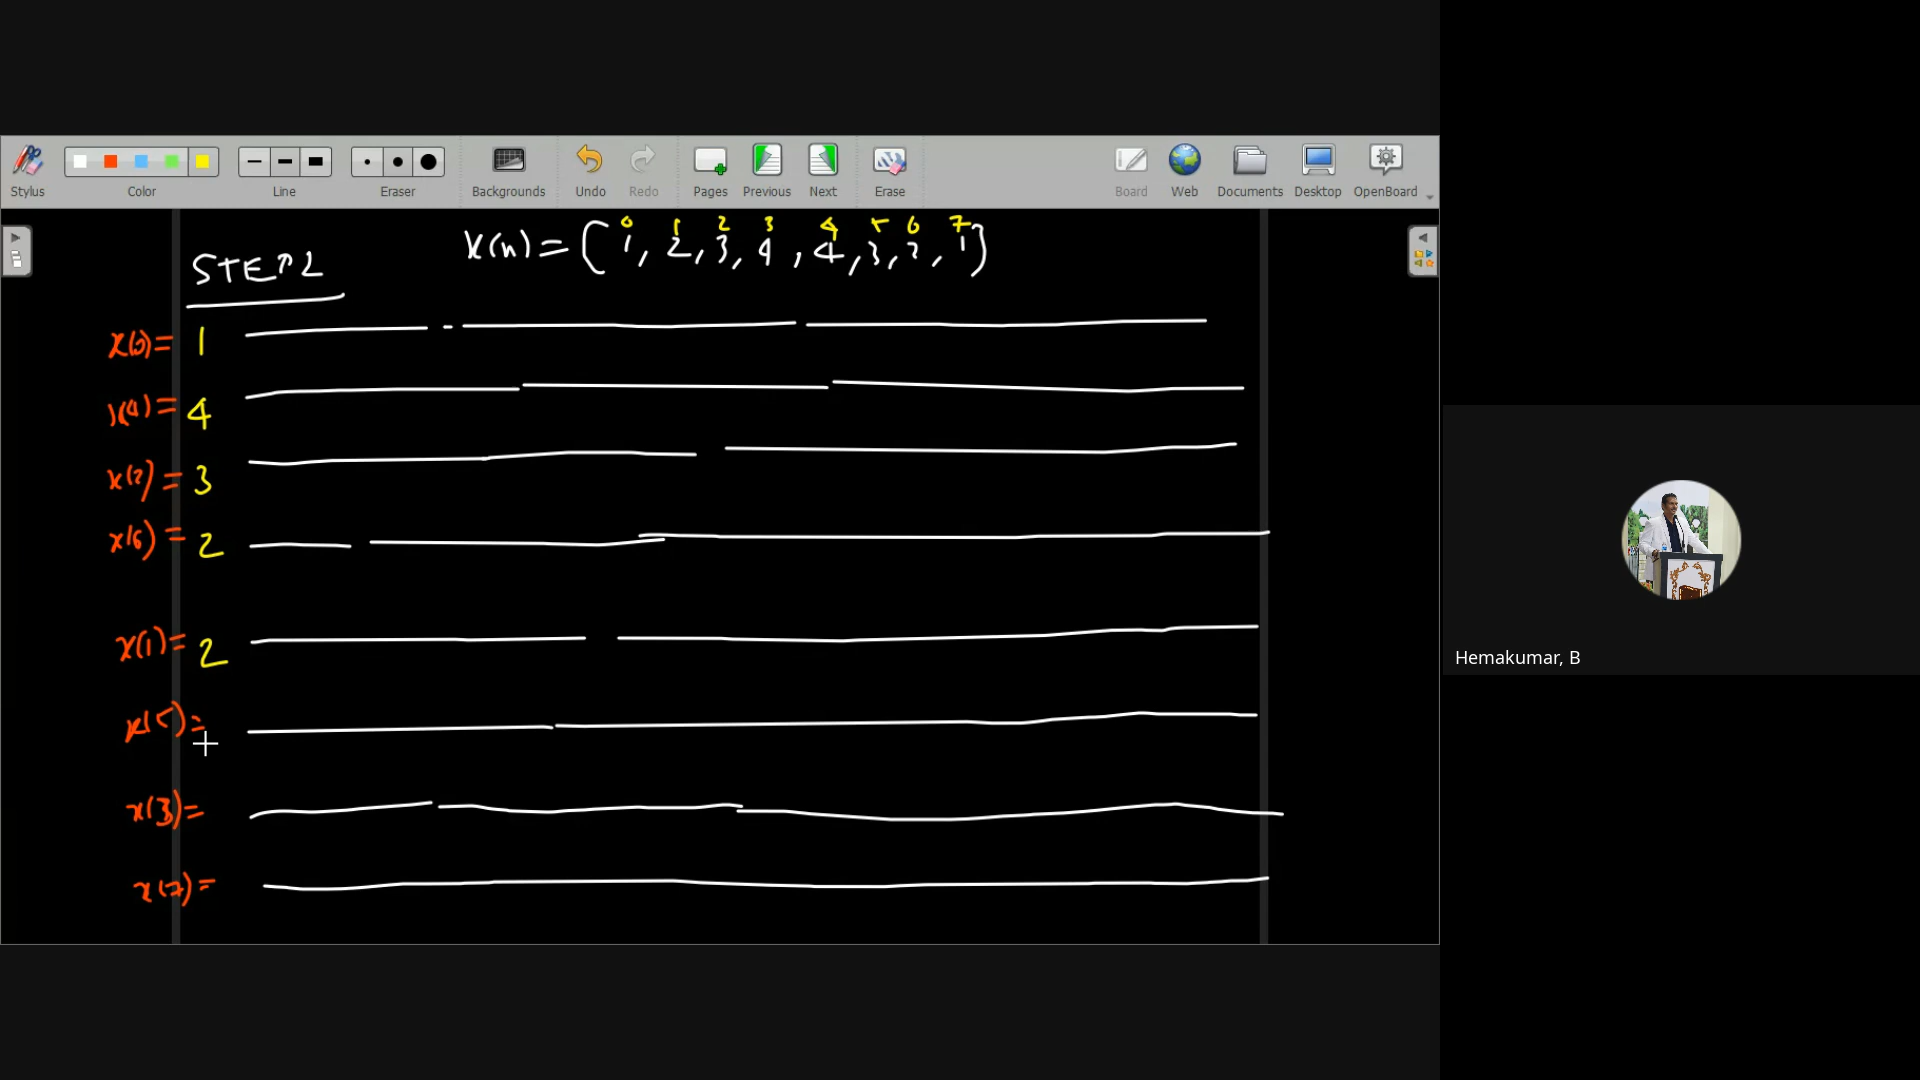 Stylus Color Line Eraser Backgrounds Undo Redo Pages Previous Next Erase Board Web Documents Desktop OpenBoard
0 1 2 3 4 5 6 7
x(n) = [1, 2, 3, 4, 4, 3, 2, 1]
STEP 2
x(0) = 1
x(4) = 4
x(2) = 3
x(6) = 2
x(1) = 2
x(5) =
x(3) =
x(7) =
Hemakumar, B